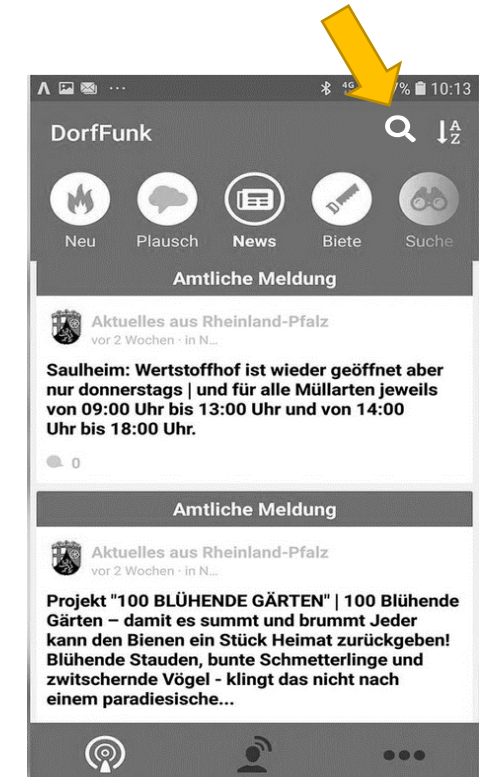 4G 7% 10:13
DorfFunk
A
Z
Neu Plausch News Biete Suche
Amtliche Meldung
Aktuelles aus Rheinland-Pfalz
vor 2 Wochen · in N...
Saulheim: Wertstoffhof ist wieder geöffnet aber
nur donnerstags | und für alle Müllarten jeweils
von 09:00 Uhr bis 13:00 Uhr und von 14:00
Uhr bis 18:00 Uhr.
0
Amtliche Meldung
Aktuelles aus Rheinland-Pfalz
vor 2 Wochen · in N...
Projekt "100 BLÜHENDE GÄRTEN" | 100 Blühende
Gärten – damit es summt und brummt Jeder
kann den Bienen ein Stück Heimat zurückgeben!
Blühende Stauden, bunte Schmetterlinge und
zwitschernde Vögel - klingt das nicht nach
einem paradiesische...